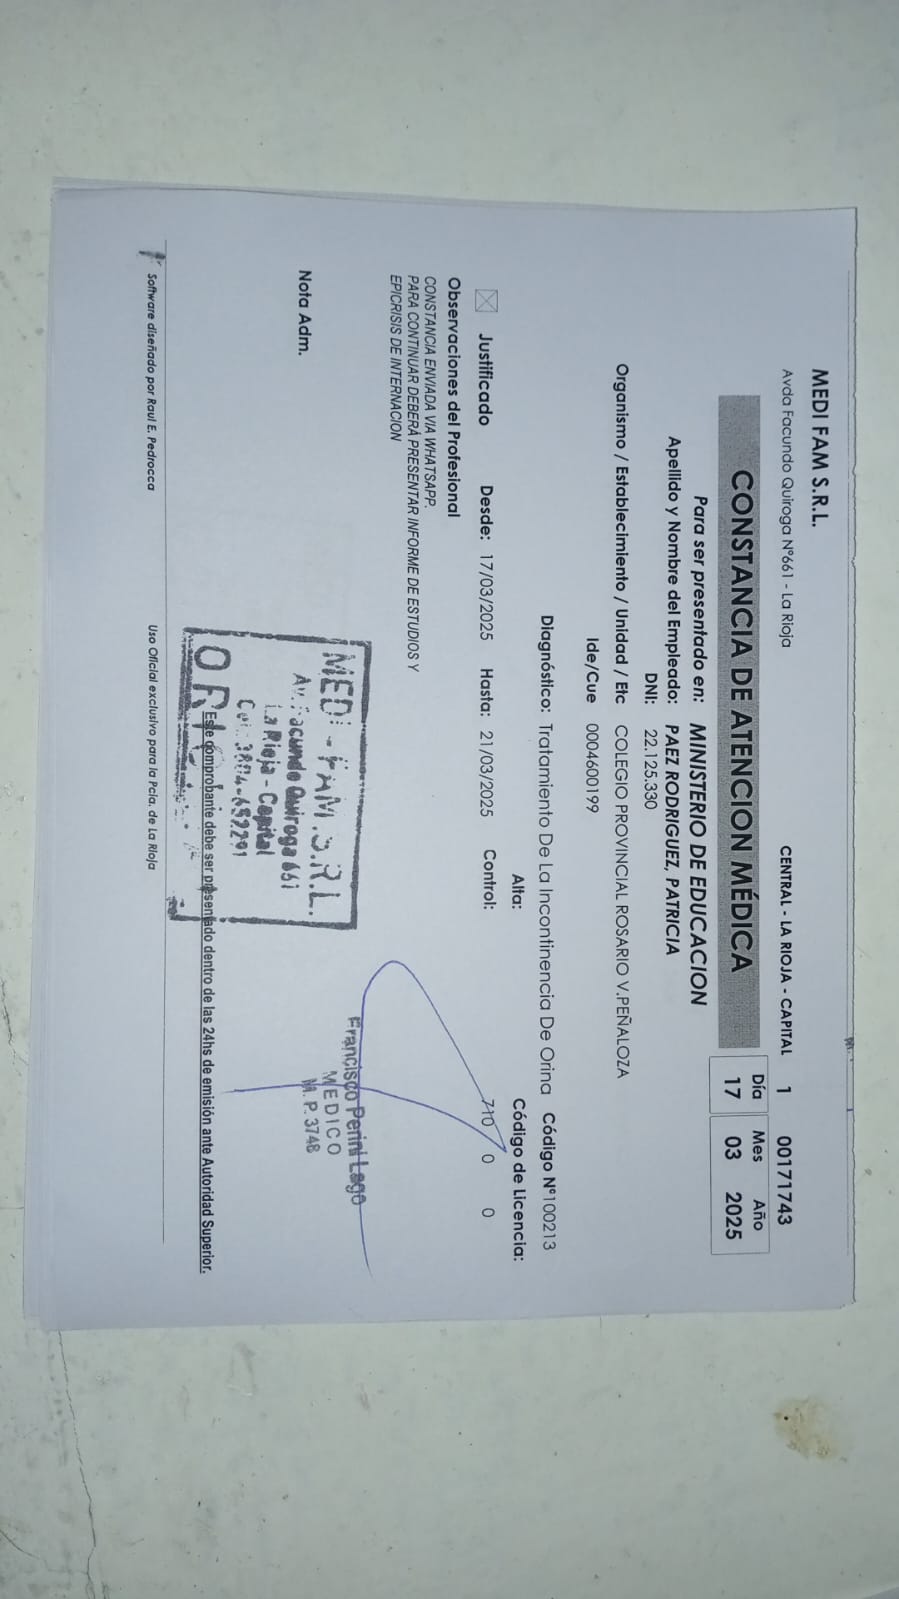 MEDI FAM S.R.L.
Avda Facundo Quiroga Nº661 - La Rioja
CENTRAL - LA RIOJA - CAPITAL 1 00171743
CONSTANCIA DE ATENCION MÉDICA
Día Mes Año
17 03 2025
Para ser presentado en: MINISTERIO DE EDUCACION
Apellido y Nombre del Empleado: PAEZ RODRIGUEZ, PATRICIA
DNI: 22.125.330
Organismo / Establecimiento / Unidad / Etc COLEGIO PROVINCIAL ROSARIO V.PEÑALOZA
Ide/Cue 0004600199
Diagnóstico: Tratamiento De La Incontinencia De Orina Código Nº100213
Alta: Código de Licencia:
Justificado Desde: 17/03/2025 Hasta: 21/03/2025 Control: 710 0 0
Observaciones del Profesional
CONSTANCIA ENVIADA VIA WHATSAPP.
PARA CONTINUAR DEBERÁ PRESENTAR INFORME DE ESTUDIOS Y
EPICRISIS DE INTERNACION
Nota Adm.
MEDI - FAM.S.R.L.
Av. Facundo Quiroga 661
La Rioja - Capital
Francisco Perini Lago
MEDICO
M. P. 3748
Este comprobante debe ser presentado dentro de las 24hs de emisión ante Autoridad Superior.
Software diseñado por Raul E. Pedrocca
Uso Oficial exclusivo para la Pcia. de La Rioja